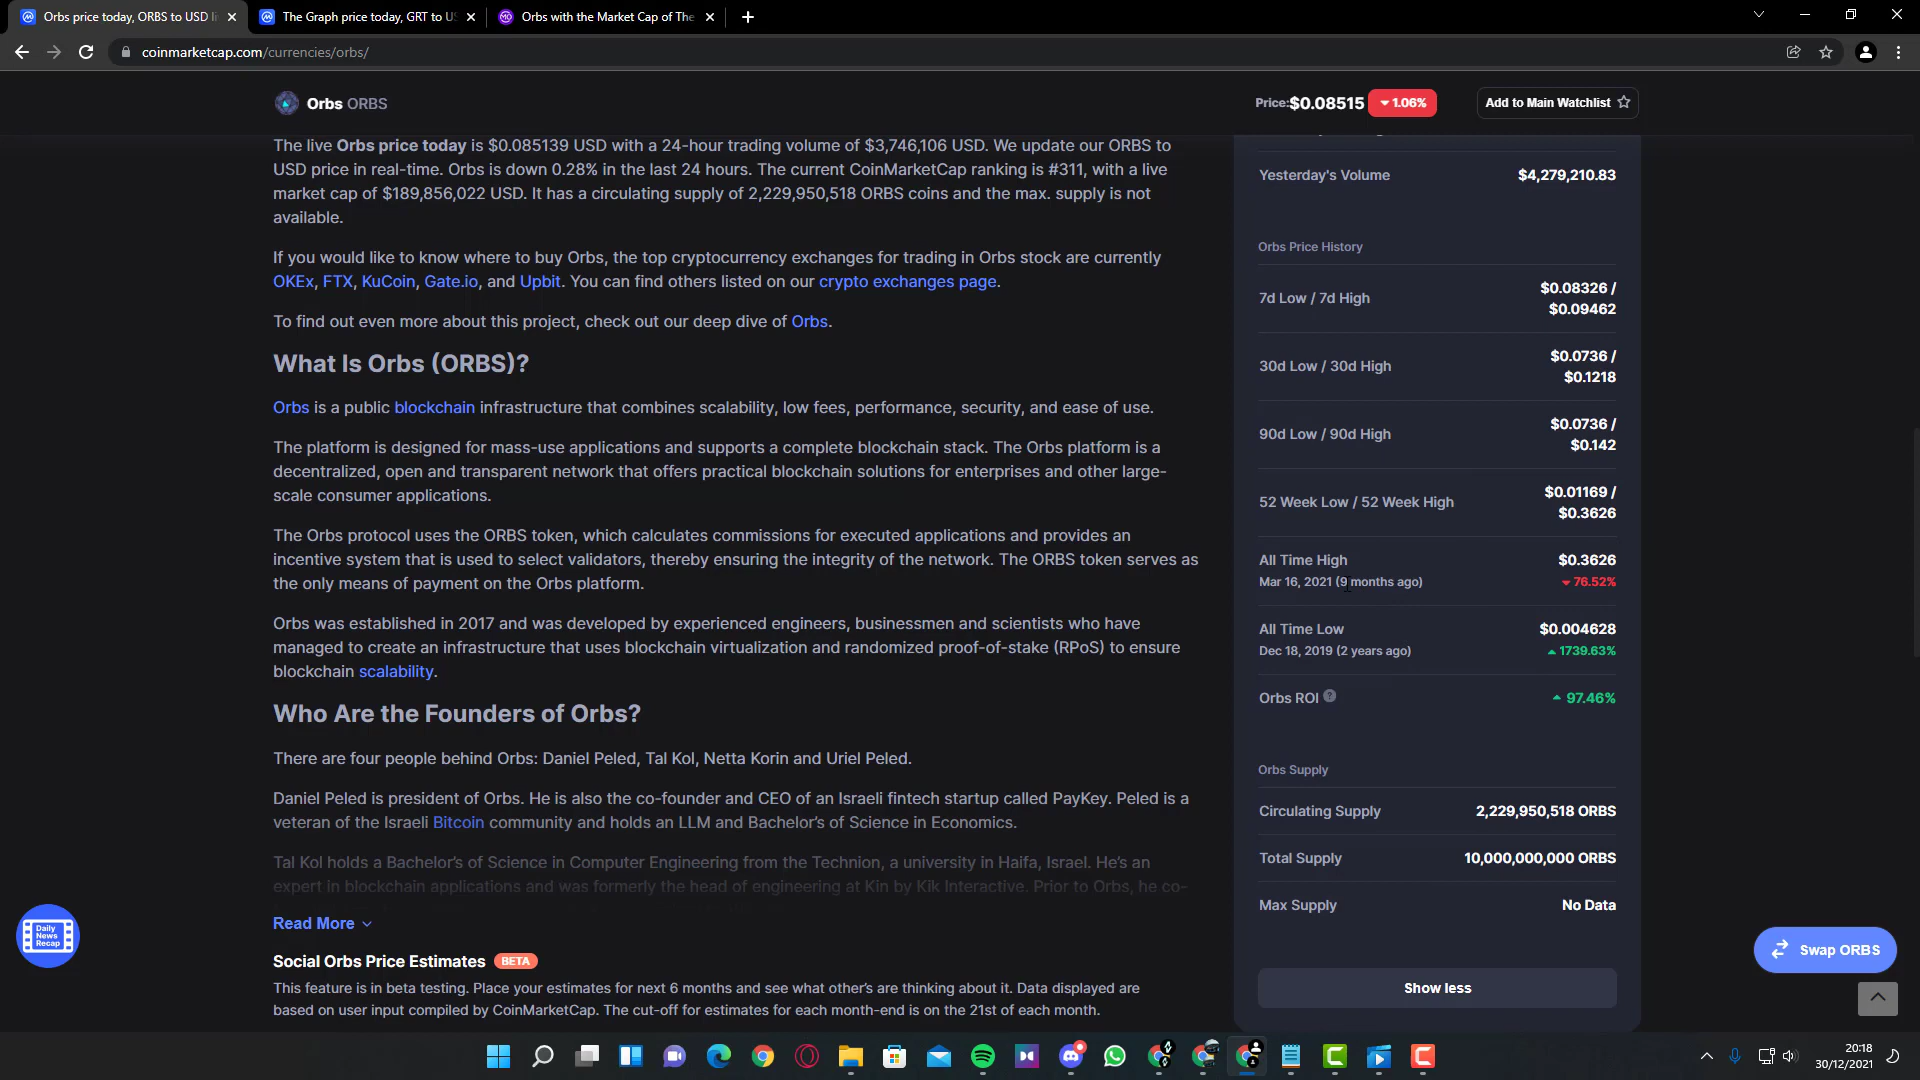 Orbs price today, ORBS to USD li
The Graph price today, GRT to US
Orbs with the Market Cap of The
coinmarketcap.com/currencies/orbs/
Orbs ORBS
Price:$0.08515
1.06%
Add to Main Watchlist
The live Orbs price today is $0.085139 USD with a 24-hour trading volume of $3,746,106 USD. We update our ORBS to
USD price in real-time. Orbs is down 0.28% in the last 24 hours. The current CoinMarketCap ranking is #311, with a live
market cap of $189,856,022 USD. It has a circulating supply of 2,229,950,518 ORBS coins and the max. supply is not
available.
If you would like to know where to buy Orbs, the top cryptocurrency exchanges for trading in Orbs stock are currently
OKEx, FTX, KuCoin, Gate.io, and Upbit. You can find others listed on our crypto exchanges page.
To find out even more about this project, check out our deep dive of Orbs.
What Is Orbs (ORBS)?
Orbs is a public blockchain infrastructure that combines scalability, low fees, performance, security, and ease of use.
The platform is designed for mass-use applications and supports a complete blockchain stack. The Orbs platform is a
decentralized, open and transparent network that offers practical blockchain solutions for enterprises and other large-
scale consumer applications.
The Orbs protocol uses the ORBS token, which calculates commissions for executed applications and provides an
incentive system that is used to select validators, thereby ensuring the integrity of the network. The ORBS token serves as
the only means of payment on the Orbs platform.
Orbs was established in 2017 and was developed by experienced engineers, businessmen and scientists who have
managed to create an infrastructure that uses blockchain virtualization and randomized proof-of-stake (RPoS) to ensure
blockchain scalability.
Who Are the Founders of Orbs?
There are four people behind Orbs: Daniel Peled, Tal Kol, Netta Korin and Uriel Peled.
Daniel Peled is president of Orbs. He is also the co-founder and CEO of an Israeli fintech startup called PayKey. Peled is a
veteran of the Israeli Bitcoin community and holds an LLM and Bachelor's of Science in Economics.
Tal Kol holds a Bachelor's of Science in Computer Engineering from the Technion, a university in Haifa, Israel. He's an
expert in blockchain applications and was formerly the head of engineering at Kin by Kik Interactive. Prior to Orbs, he co-
Read More
Social Orbs Price Estimates BETA
This feature is in beta testing. Place your estimates for next 6 months and see what other's are thinking about it. Data displayed are
based on user input compiled by CoinMarketCap. The cut-off for estimates for each month-end is on the 21st of each month.
Yesterday's Volume $4,279,210.83
Orbs Price History
7d Low / 7d High $0.08326 /
$0.09462
30d Low / 30d High $0.0736 /
$0.1218
90d Low / 90d High $0.0736 /
$0.142
52 Week Low / 52 Week High $0.01169 /
$0.3626
All Time High $0.3626
Mar 16, 2021 (9 months ago) 76.52%
All Time Low $0.004628
Dec 18, 2019 (2 years ago) 1739.63%
Orbs ROI 97.46%
Orbs Supply
Circulating Supply 2,229,950,518 ORBS
Total Supply 10,000,000,000 ORBS
Max Supply No Data
Show less
Daily
News
Recap
Swap ORBS
20:18
30/12/2021